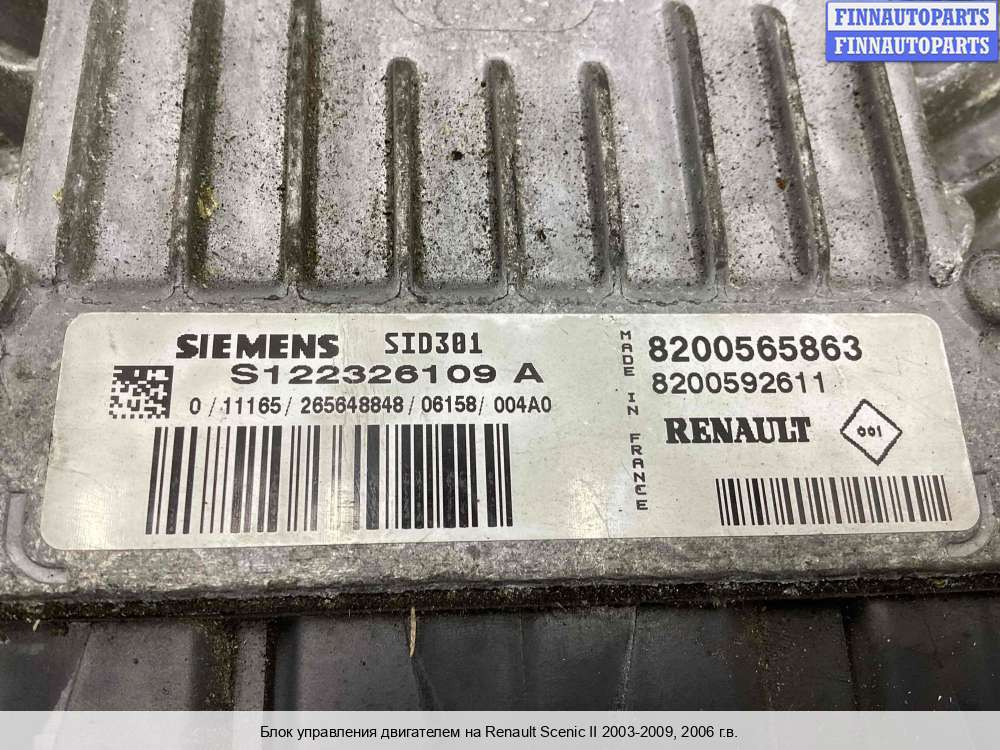 FINNAUTOPARTS
FINNAUTOPARTS
SIEMENS SID301
S122326109 A
0/11165/265648848/06158/004A0
MADE IN FRANCE
8200565863
8200592611
RENAULT 001
Блок управления двигателем на Renault Scenic II 2003-2009, 2006 г.в.